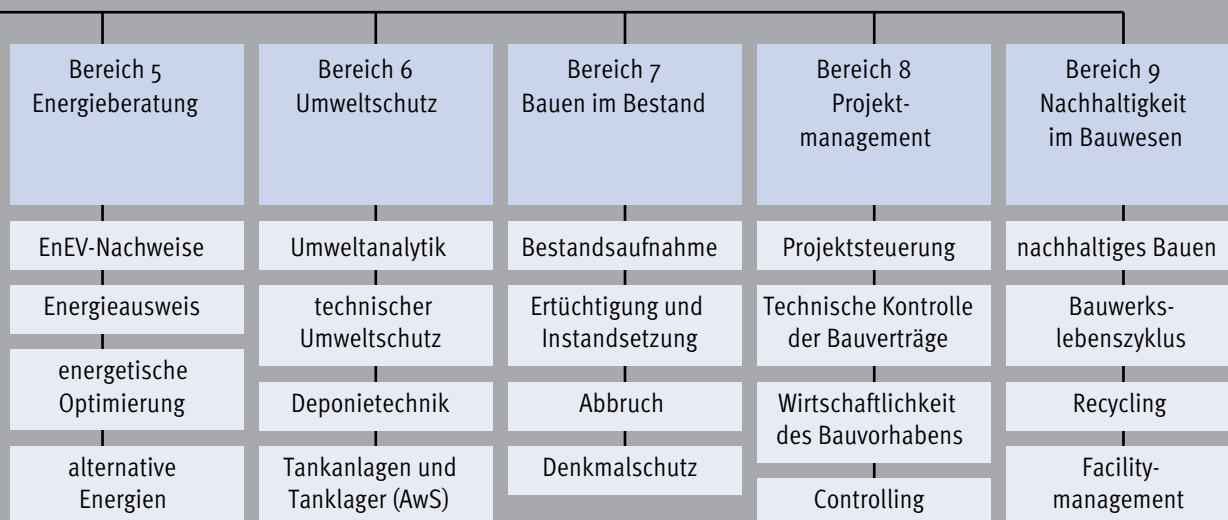 Bereich 5
Energieberatung
EnEV-Nachweise
Energieausweis
energetische
Optimierung
alternative
Energien
Bereich 6
Umweltschutz
Umweltanalytik
technischer
Umweltschutz
Deponietechnik
Tankanlagen und
Tanklager (AwS)
Bereich 7
Bauen im Bestand
Bestandsaufnahme
Ertüchtigung und
Instandsetzung
Abbruch
Denkmalschutz
Bereich 8
Projekt-
management
Projektsteuerung
Technische Kontrolle
der Bauverträge
Wirtschaftlichkeit
des Bauvorhabens
Controlling
Bereich 9
Nachhaltigkeit
im Bauwesen
nachhaltiges Bauen
Bauwerks-
lebenszyklus
Recycling
Facility-
management